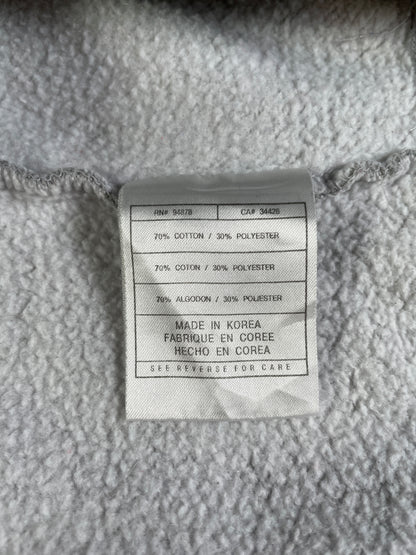 RN# 94878 CA# 34426
70% COTTON / 30% POLYESTER
70% COTON / 30% POLYESTER
70% ALGODON / 30% POLIESTER
MADE IN KOREA
FABRIQUE EN COREE
HECHO EN COREA
SEE REVERSE FOR CARE